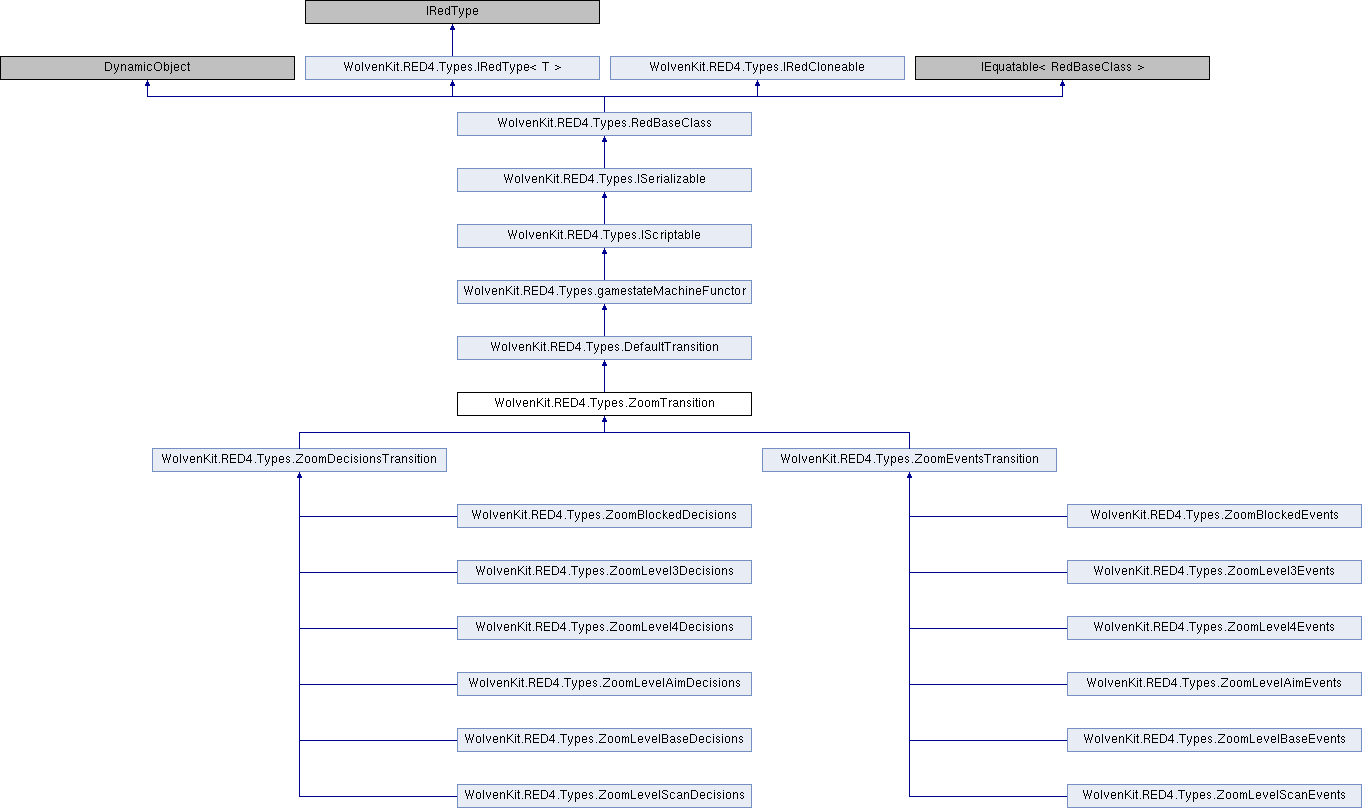 IRedType
DynamicObject
WolvenKit.RED4.Types.IRedType< T >
WolvenKit.RED4.Types.IRedCloneable
IEquatable< RedBaseClass >
WolvenKit.RED4.Types.RedBaseClass
WolvenKit.RED4.Types.ISerializable
WolvenKit.RED4.Types.IScriptable
WolvenKit.RED4.Types.gamestateMachineFunctor
WolvenKit.RED4.Types.DefaultTransition
WolvenKit.RED4.Types.ZoomTransition
WolvenKit.RED4.Types.ZoomDecisionsTransition
WolvenKit.RED4.Types.ZoomEventsTransition
WolvenKit.RED4.Types.ZoomBlockedDecisions
WolvenKit.RED4.Types.ZoomBlockedEvents
WolvenKit.RED4.Types.ZoomLevel3Decisions
WolvenKit.RED4.Types.ZoomLevel3Events
WolvenKit.RED4.Types.ZoomLevel4Decisions
WolvenKit.RED4.Types.ZoomLevel4Events
WolvenKit.RED4.Types.ZoomLevelAimDecisions
WolvenKit.RED4.Types.ZoomLevelAimEvents
WolvenKit.RED4.Types.ZoomLevelBaseDecisions
WolvenKit.RED4.Types.ZoomLevelBaseEvents
WolvenKit.RED4.Types.ZoomLevelScanDecisions
WolvenKit.RED4.Types.ZoomLevelScanEvents